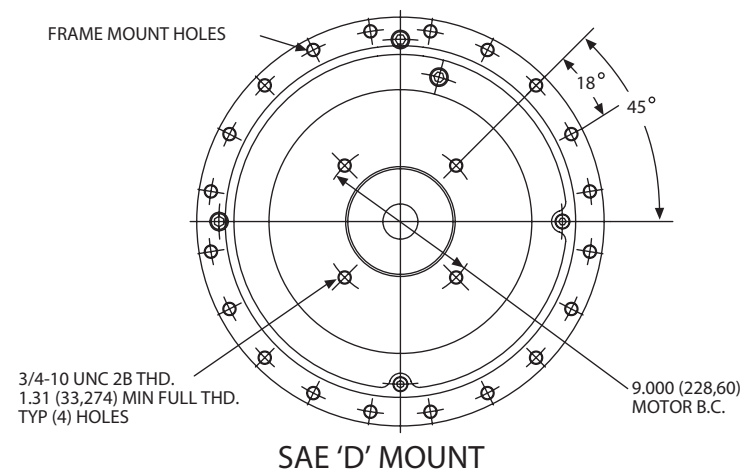 FRAME MOUNT HOLES
18°
45°
3/4-10 UNC 2B THD.
1.31 (33,274) MIN FULL THD.
TYP (4) HOLES
9.000 (228,60)
MOTOR B.C.
SAE ‘D’ MOUNT